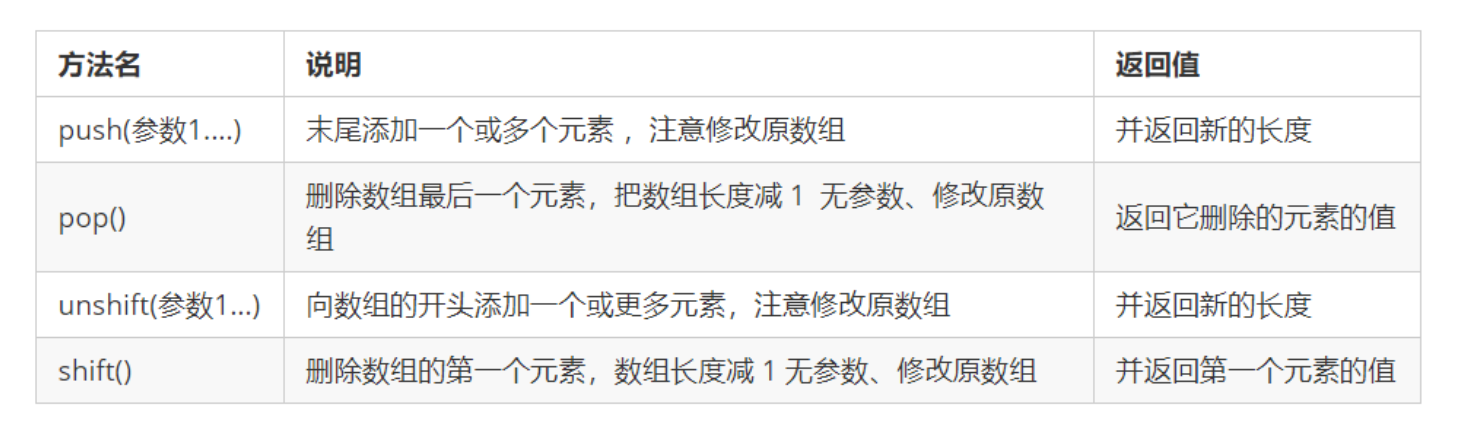 方法名 说明 返回值
push(参数1....) 末尾添加一个或多个元素 ，注意修改原数组 并返回新的长度
pop() 删除数组最后一个元素，把数组长度减 1 无参数、修改原数 返回它删除的元素的值
组
unshift(参数1...) 向数组的开头添加一个或更多元素，注意修改原数组 并返回新的长度
shift() 删除数组的第一个元素，数组长度减 1 无参数、修改原数组 并返回第一个元素的值